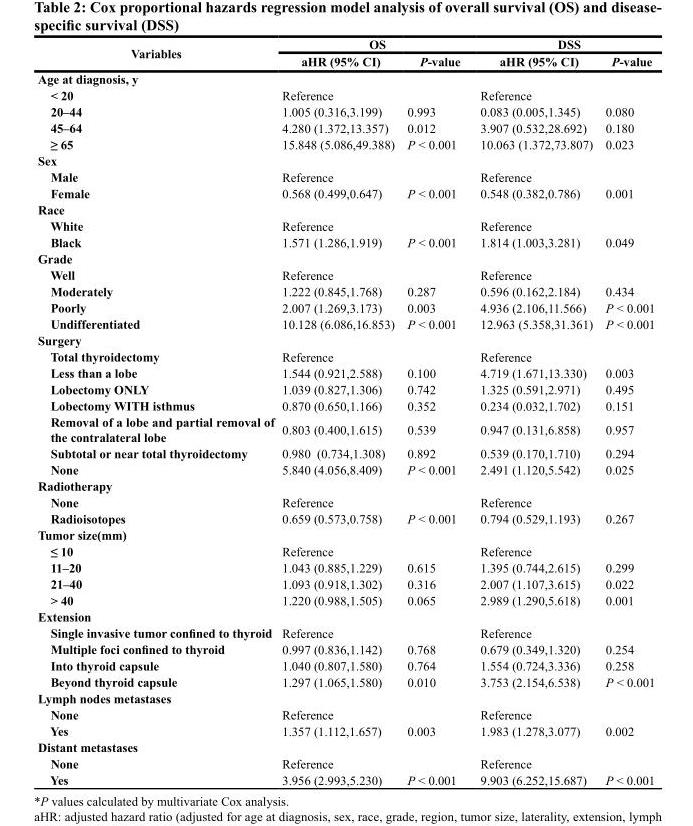 Table 2: Cox proportional hazards regression model analysis of overall survival (OS) and disease-
specific survival (DSS)
Variables OS DSS
aHR (95% CI) P-value aHR (95% CI) P-value
Age at diagnosis, y
< 20 Reference Reference
20–44 1.005 (0.316,3.199) 0.993 0.083 (0.005,1.345) 0.080
45–64 4.280 (1.372,13.357) 0.012 3.907 (0.532,28.692) 0.180
≥ 65 15.848 (5.086,49.388) P < 0.001 10.063 (1.372,73.807) 0.023
Sex
Male Reference Reference
Female 0.568 (0.499,0.647) P < 0.001 0.548 (0.382,0.786) 0.001
Race
White Reference Reference
Black 1.571 (1.286,1.919) P < 0.001 1.814 (1.003,3.281) 0.049
Grade
Well Reference Reference
Moderately 1.222 (0.845,1.768) 0.287 0.596 (0.162,2.184) 0.434
Poorly 2.007 (1.269,3.173) 0.003 4.936 (2.106,11.566) P < 0.001
Undifferentiated 10.128 (6.086,16.853) P < 0.001 12.963 (5.358,31.361) P < 0.001
Surgery
Total thyroidectomy Reference Reference
Less than a lobe 1.544 (0.921,2.588) 0.100 4.719 (1.671,13.330) 0.003
Lobectomy ONLY 1.039 (0.827,1.306) 0.742 1.325 (0.591,2.971) 0.495
Lobectomy WITH isthmus 0.870 (0.650,1.166) 0.352 0.234 (0.032,1.702) 0.151
Removal of a lobe and partial removal of
the contralateral lobe 0.803 (0.400,1.615) 0.539 0.947 (0.131,6.858) 0.957
Subtotal or near total thyroidectomy 0.980 (0.734,1.308) 0.892 0.539 (0.170,1.710) 0.294
None 5.840 (4.056,8.409) P < 0.001 2.491 (1.120,5.542) 0.025
Radiotherapy
None Reference Reference
Radioisotopes 0.659 (0.573,0.758) P < 0.001 0.794 (0.529,1.193) 0.267
Tumor size(mm)
≤ 10 Reference Reference
11–20 1.043 (0.885,1.229) 0.615 1.395 (0.744,2.615) 0.299
21–40 1.093 (0.918,1.302) 0.316 2.007 (1.107,3.615) 0.022
> 40 1.220 (0.988,1.505) 0.065 2.989 (1.290,5.618) 0.001
Extension
Single invasive tumor confined to thyroid Reference Reference
Multiple foci confined to thyroid 0.997 (0.836,1.142) 0.768 0.679 (0.349,1.320) 0.254
Into thyroid capsule 1.040 (0.807,1.580) 0.764 1.554 (0.724,3.336) 0.258
Beyond thyroid capsule 1.297 (1.065,1.580) 0.010 3.753 (2.154,6.538) P < 0.001
Lymph nodes metastases
None Reference Reference
Yes 1.357 (1.112,1.657) 0.003 1.983 (1.278,3.077) 0.002
Distant metastases
None Reference Reference
Yes 3.956 (2.993,5.230) P < 0.001 9.903 (6.252,15.687) P < 0.001
*P values calculated by multivariate Cox analysis.
aHR: adjusted hazard ratio (adjusted for age at diagnosis, sex, race, grade, region, tumor size, laterality, extension, lymph